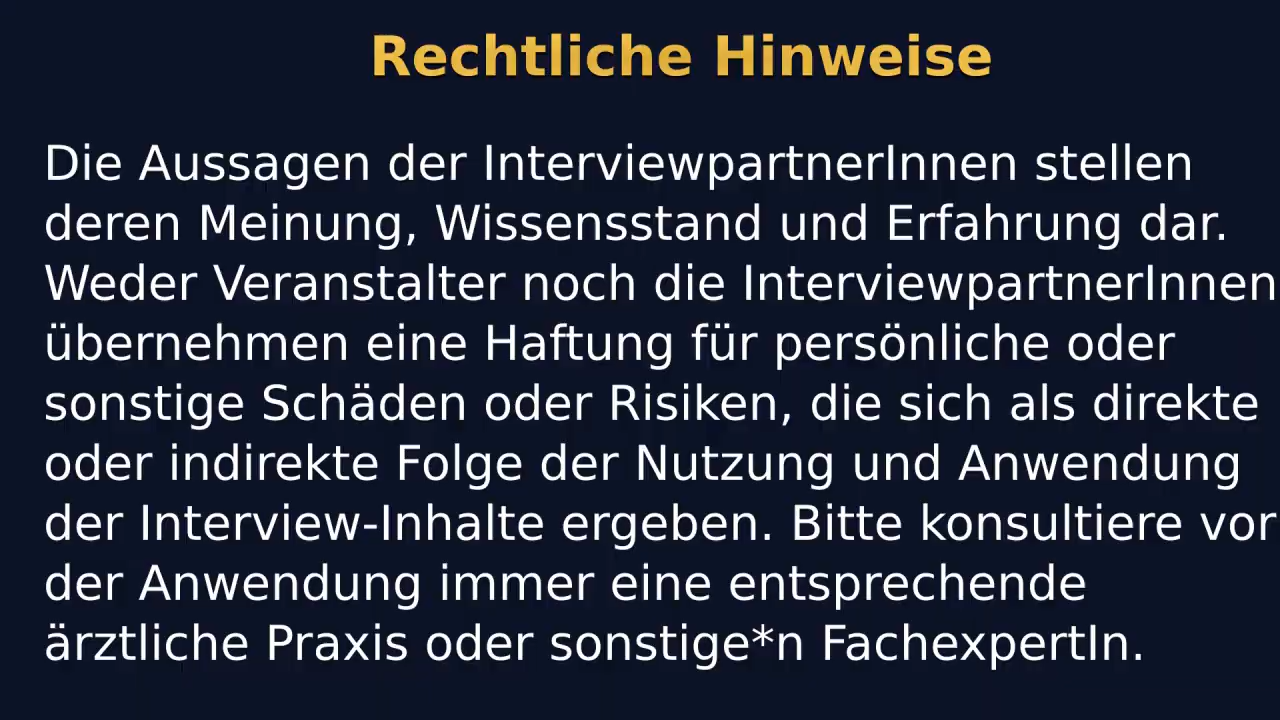 Rechtliche Hinweise
Die Aussagen der InterviewpartnerInnen stellen
deren Meinung, Wissensstand und Erfahrung dar.
Weder Veranstalter noch die InterviewpartnerInnen
übernehmen eine Haftung für persönliche oder
sonstige Schäden oder Risiken, die sich als direkte
oder indirekte Folge der Nutzung und Anwendung
der Interview-Inhalte ergeben. Bitte konsultiere vor
der Anwendung immer eine entsprechende
ärztliche Praxis oder sonstige*n FachexpertIn.